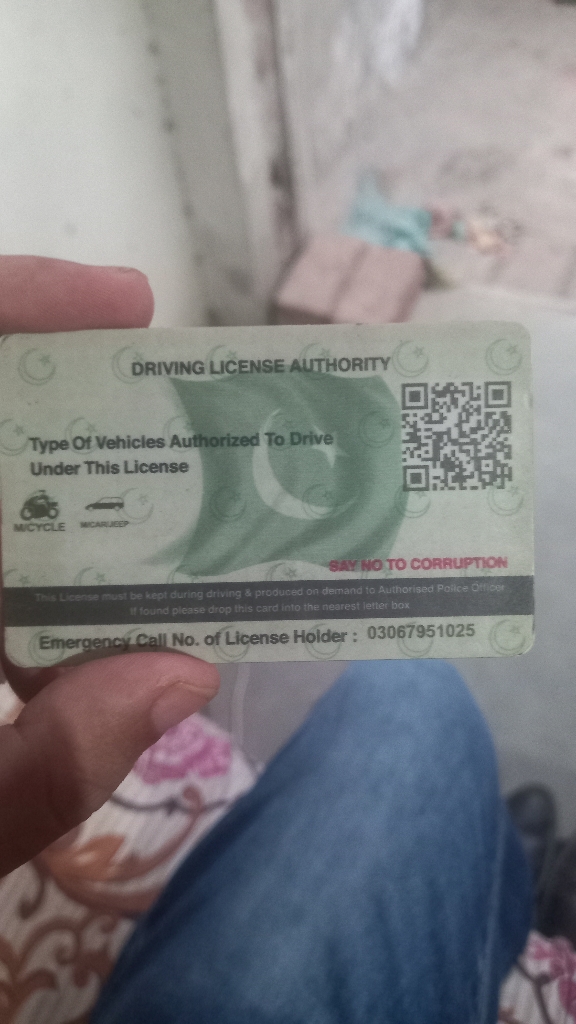 DRIVING LICENSE AUTHORITY
Type Of Vehicles Authorized To Drive
Under This License
M/CYCLE
M/CAR/JEEP
SAY NO TO CORRUPTION
This License must be kept during driving & produced on demand to Authorised Police Officer
If found please drop this card into the nearest letter box
Emergency Call No. of License Holder : 03067951025